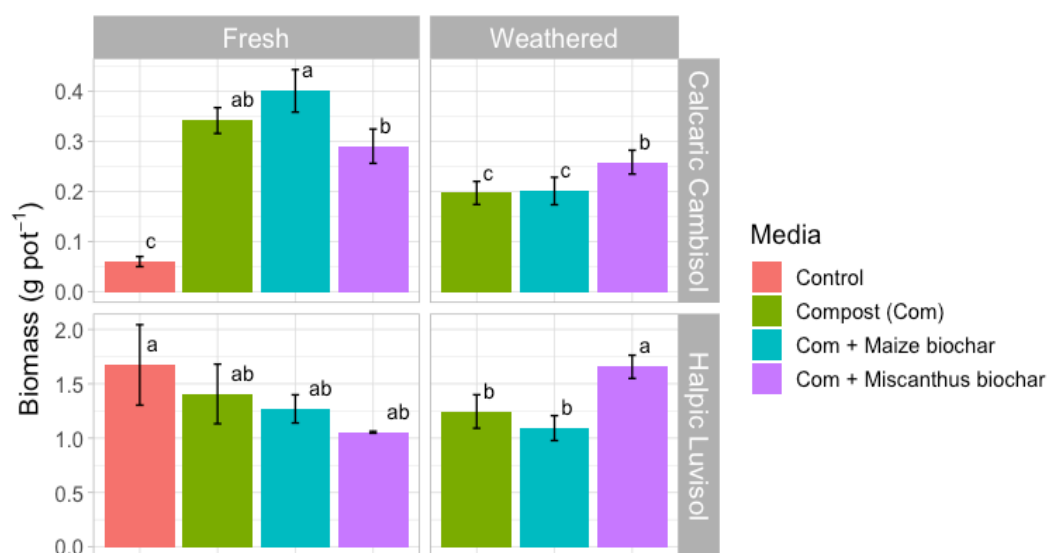 Fresh
Weathered
Calcaric Cambisol
Halpic Luvisol
Biomass (g pot⁻¹)
0.4
0.3
0.2
0.1
0.0
2.0
1.5
1.0
0.5
0.0
c
ab
a
b
c
c
b
a
ab
ab
ab
b
b
a
Media
Control
Compost (Com)
Com + Maize biochar
Com + Miscanthus biochar